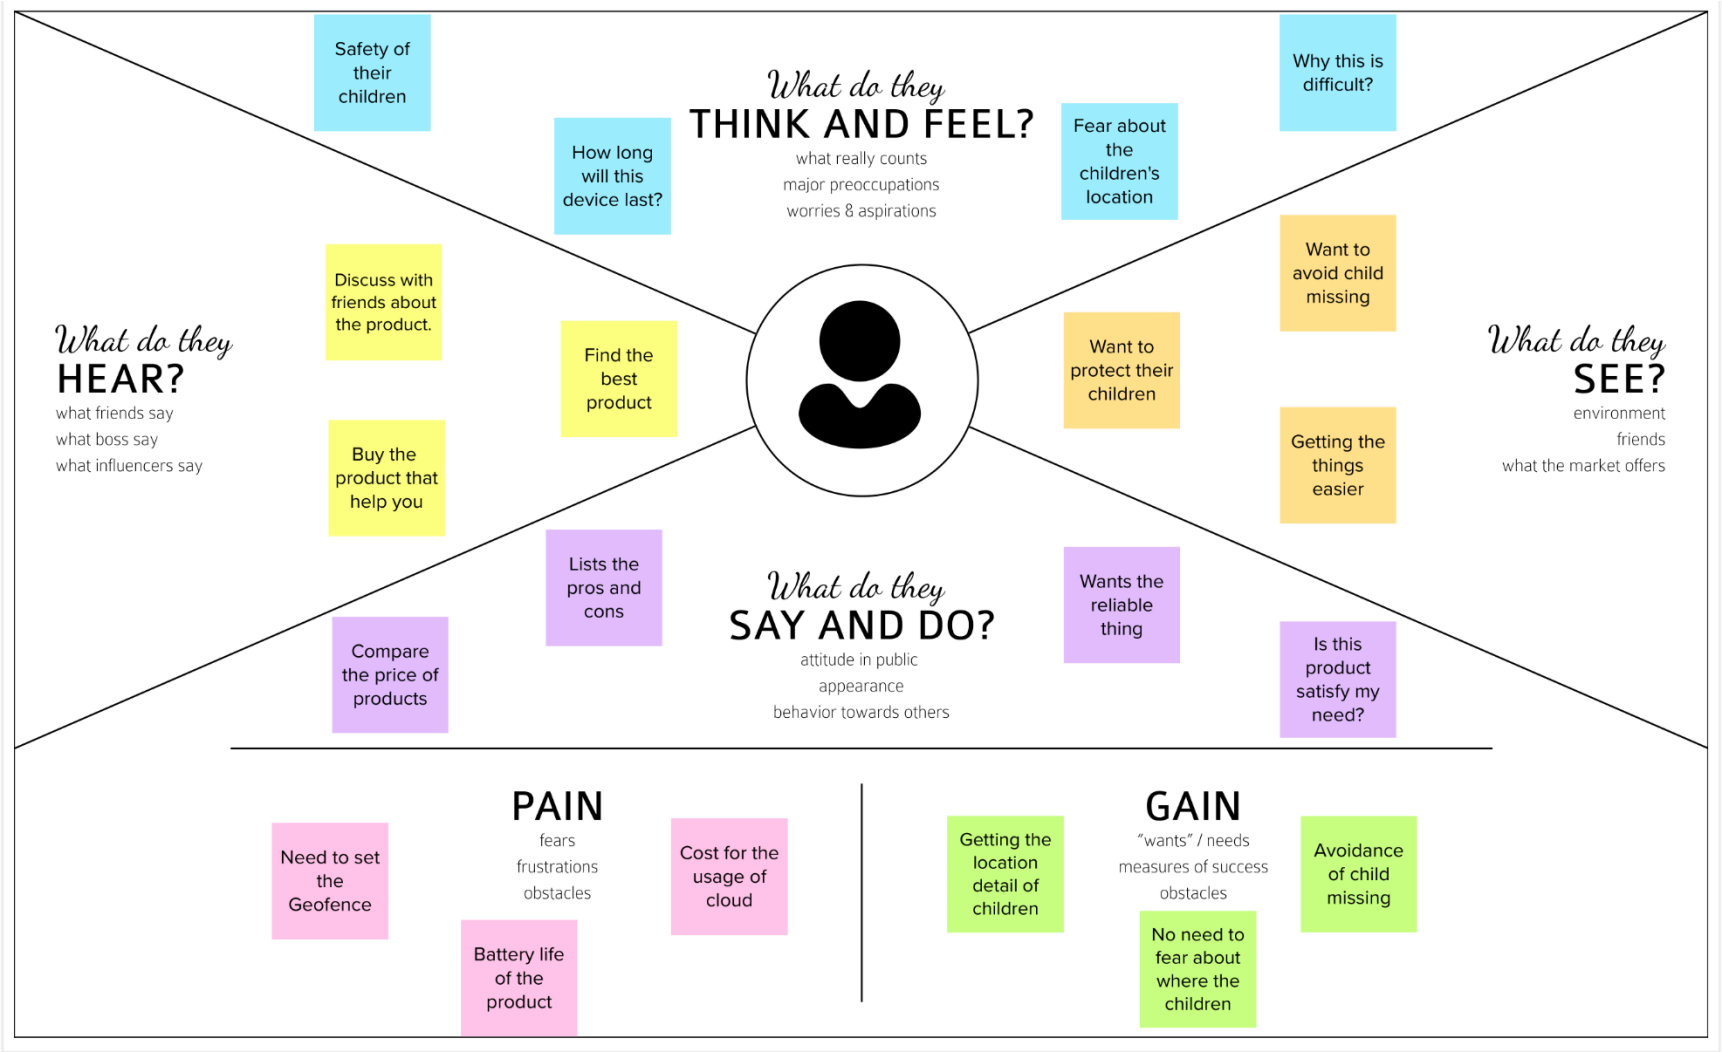 Safety of
their
children
How long
will this
device last?
What do they
THINK AND FEEL?
what really counts
major preoccupations
worries & aspirations
Fear about
the
children's
location
Why this is
difficult?
What do they
HEAR?
what friends say
what boss say
what influencers say
Discuss with
friends about
the product.
Find the
best
product
Buy the
product that
help you
Want to
avoid child
missing
Want to
protect their
children
Getting the
things
easier
What do they
SEE?
environment
friends
what the market offers
Lists the
pros and
cons
Compare
the price of
products
What do they
SAY AND DO?
attitude in public
appearance
behavior towards others
Wants the
reliable
thing
Is this
product
satisfy my
need?
PAIN
fears
frustrations
obstacles
Need to set
the
Geofence
Battery life
of the
product
Cost for the
usage of
cloud
GAIN
“wants” / needs
measures of success
obstacles
Getting the
location
detail of
children
No need to
fear about
where the
children
Avoidance
of child
missing